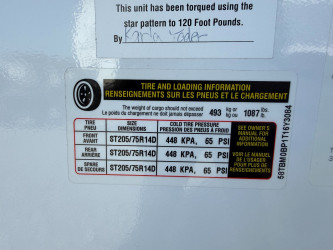 This unit has been torqued using the
star pattern to 120 Foot Pounds.
By Karla Yoder
TIRE AND LOADING INFORMATION
RENSEIGNEMENTS SUR LES PNEUS ET LE CHARGEMENT
The weight of cargo should not exceed
Le poids du chargement ne doit jamais dépasser
493 kg or kg ou 1087 lbs. lb.
TIRE PNEU SIZE DIMENSIONS COLD TIRE PRESSURE PRESSION DES PNEUS À FROID
FRONT AVANT ST205/75R14D 448 KPA, 65 PSI
REAR ARRIÈRE ST205/75R14D 448 KPA, 65 PSI
SPARE DE SECOURS ST205/75R14D 448 KPA, 65 PSI
SEE OWNER'S
MANUAL FOR
ADDITIONAL
INFORMATION
VOIR LE MANUEL
DE L'USAGER
POUR PLUS DE
RENSEIGNEMENTS